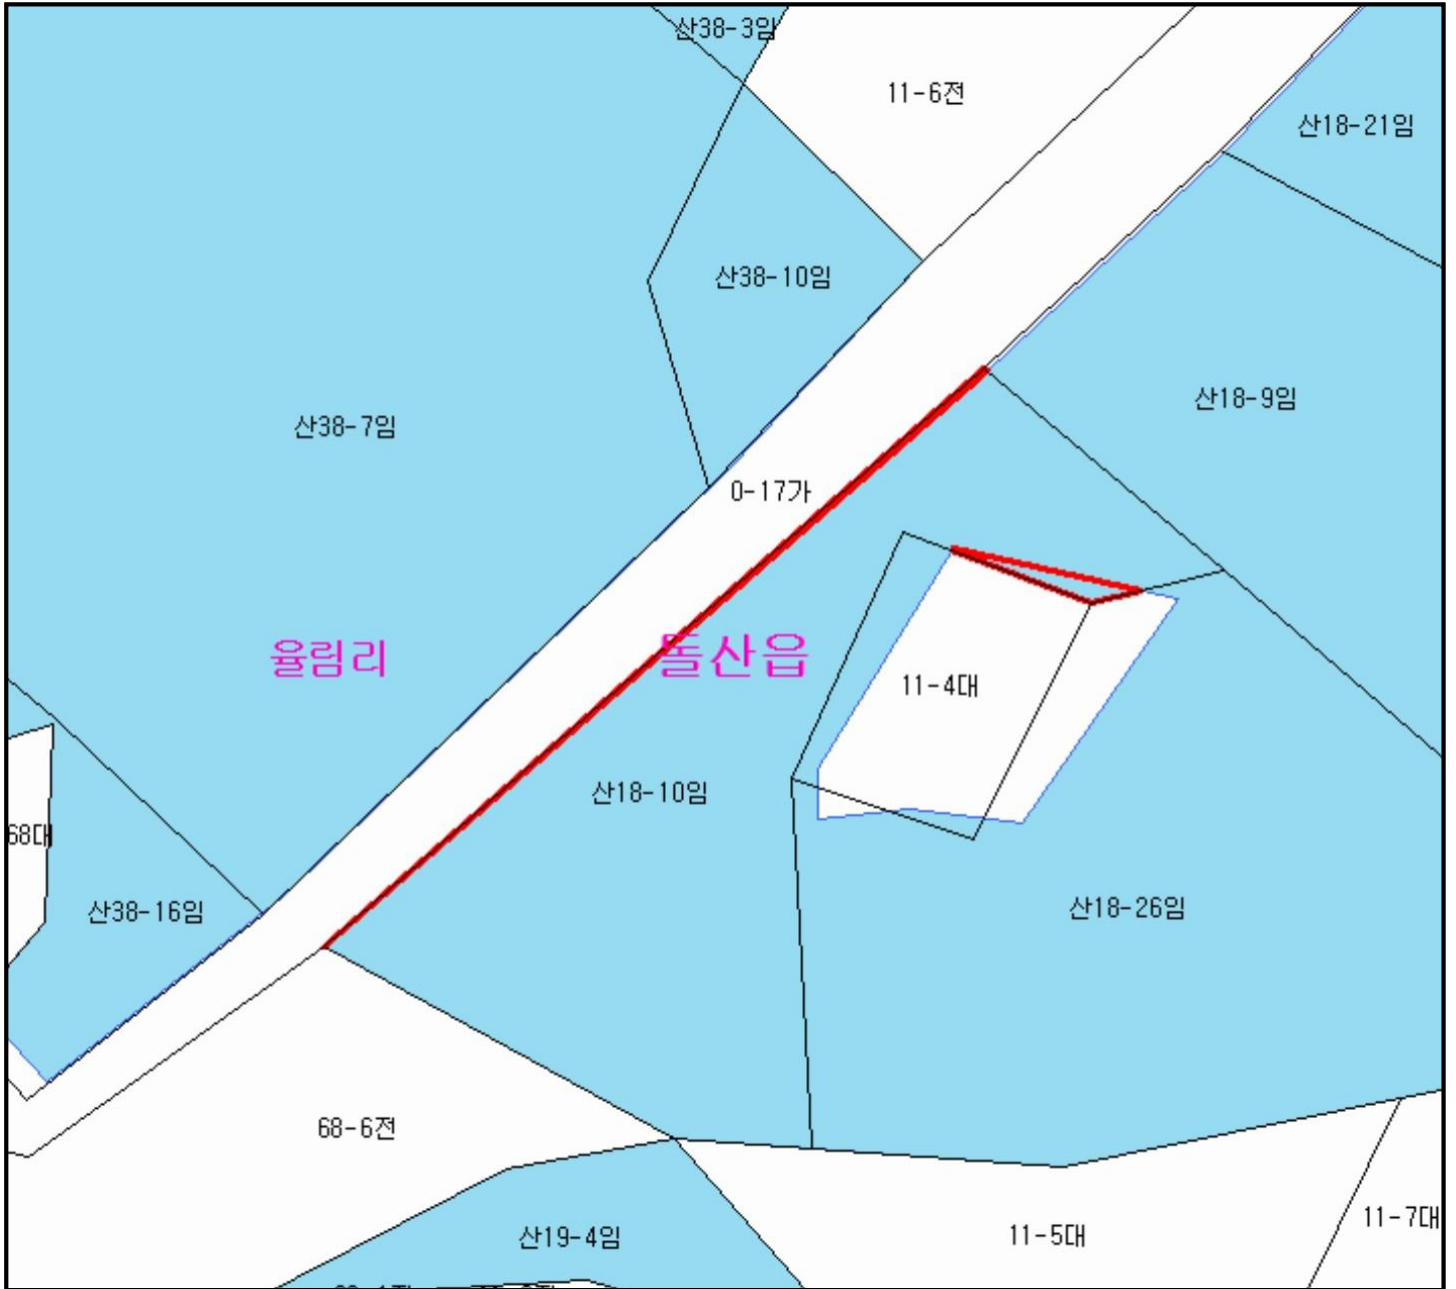 산38-3임
11-6전
산18-21임
산38-10임
산18-9임
산38-7임
0-17가
율림리
돌산읍
11-4대
산18-10임
68대
산38-16임
산18-26임
68-6전
산19-4임
11-5대
11-7대